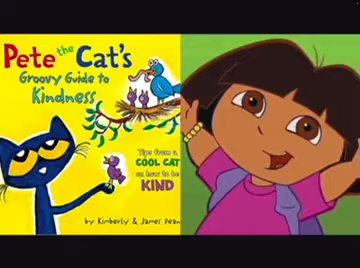 Pete the Cat's
Groovy Guide to
Kindness
Tips from a
COOL CAT
on how to be
KIND
by Kimberly & James Dean